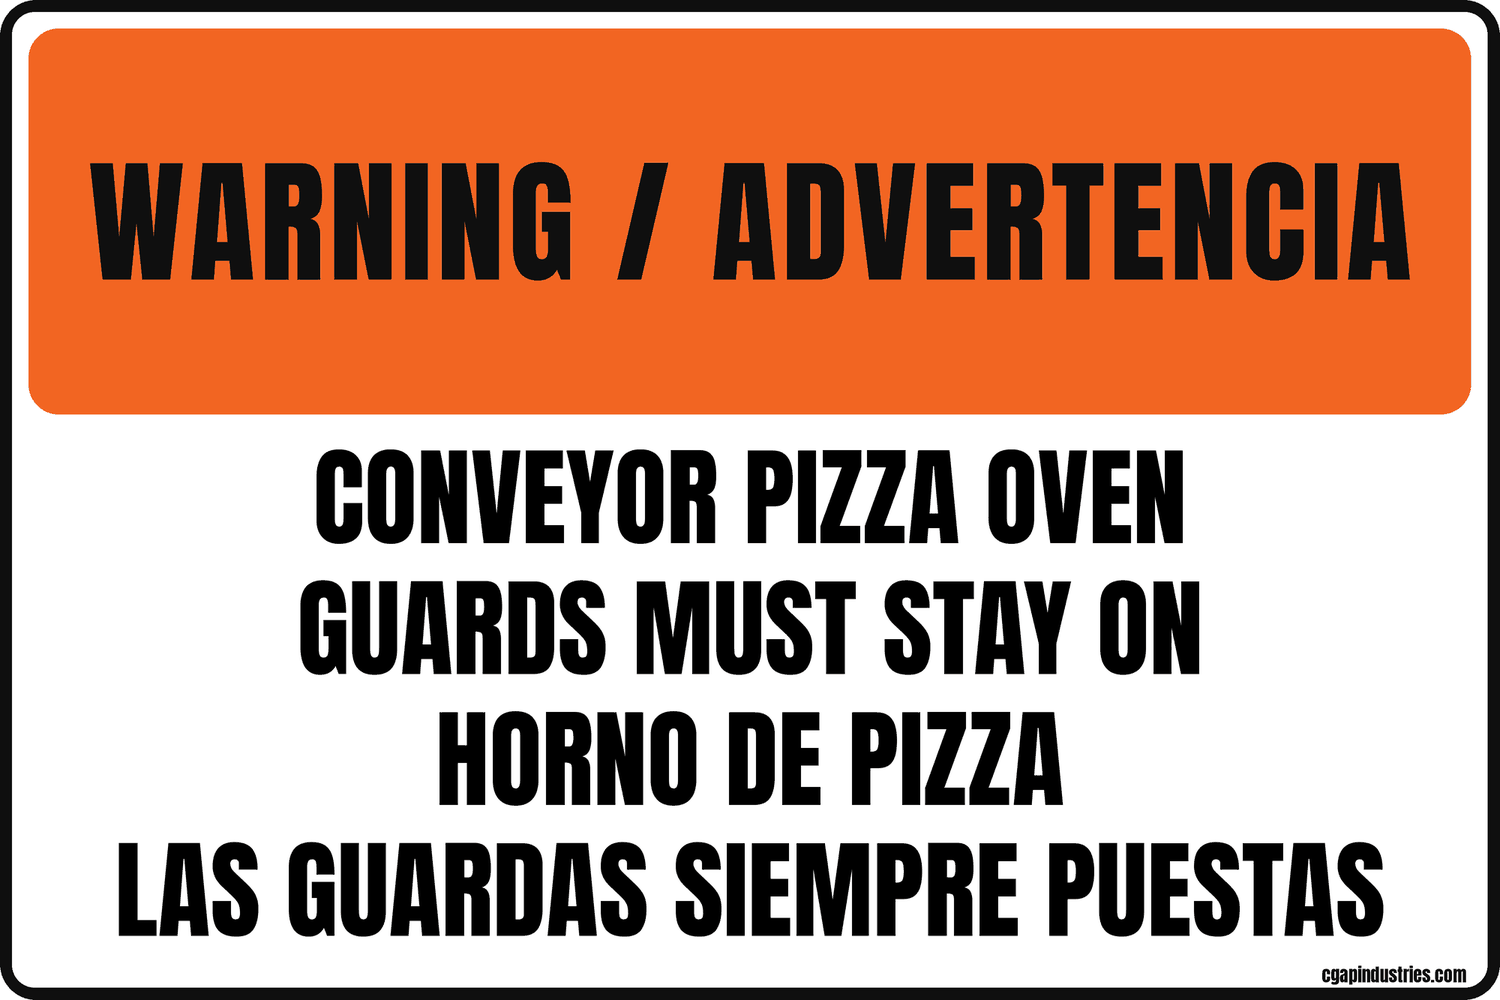 WARNING / ADVERTENCIA
CONVEYOR PIZZA OVEN
GUARDS MUST STAY ON
HORNO DE PIZZA
LAS GUARDAS SIEMPRE PUESTAS
cgapindustries.com